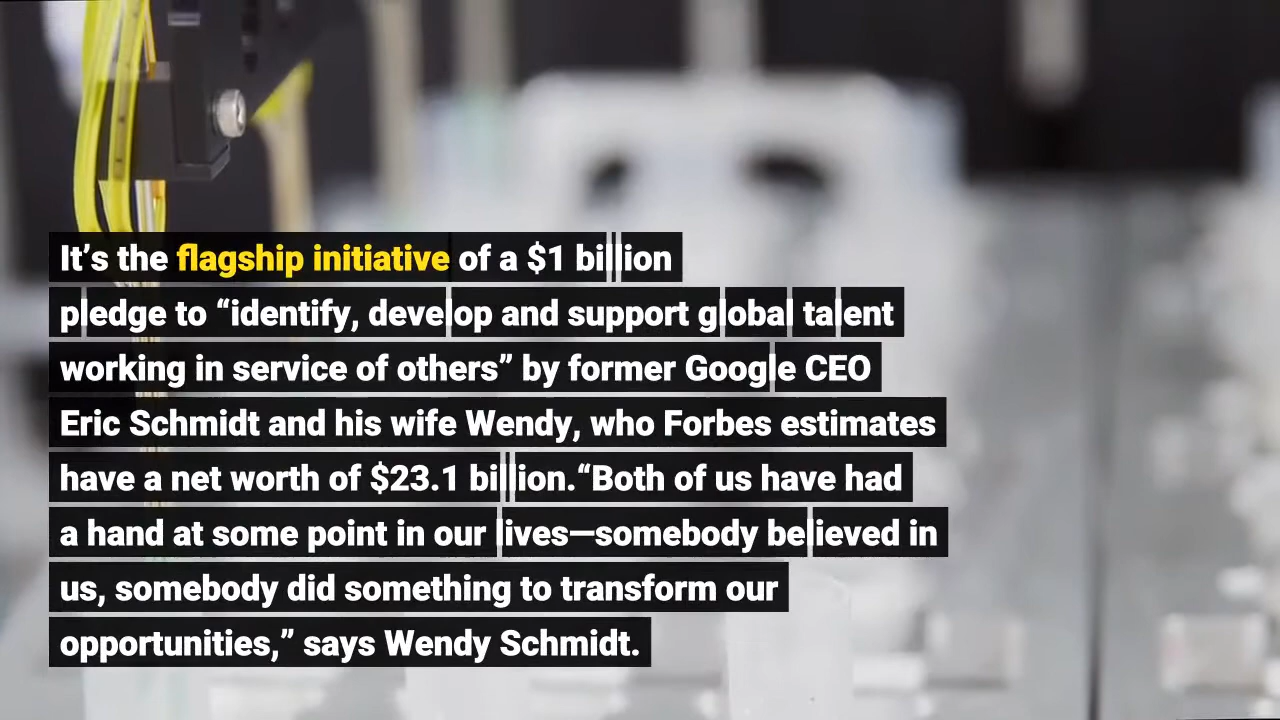 It’s the flagship initiative of a $1 billion
pledge to “identify, develop and support global talent
working in service of others” by former Google CEO
Eric Schmidt and his wife Wendy, who Forbes estimates
have a net worth of $23.1 billion.“Both of us have had
a hand at some point in our lives—somebody believed in
us, somebody did something to transform our
opportunities,” says Wendy Schmidt.